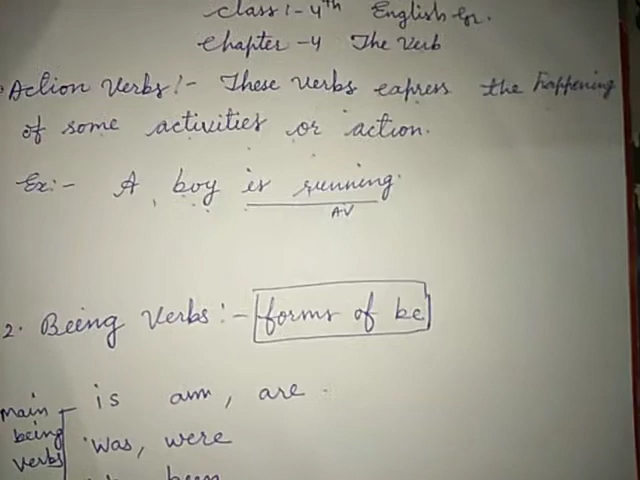 Class :- 4th English Gr.
Chapter - 4 The Verb
Action Verbs :- These verbs express the happening
of some activities or action.
Ex :- A boy is running.
AV
2. Being Verbs :- forms of be
is am, are
main being verbs
was, were
been